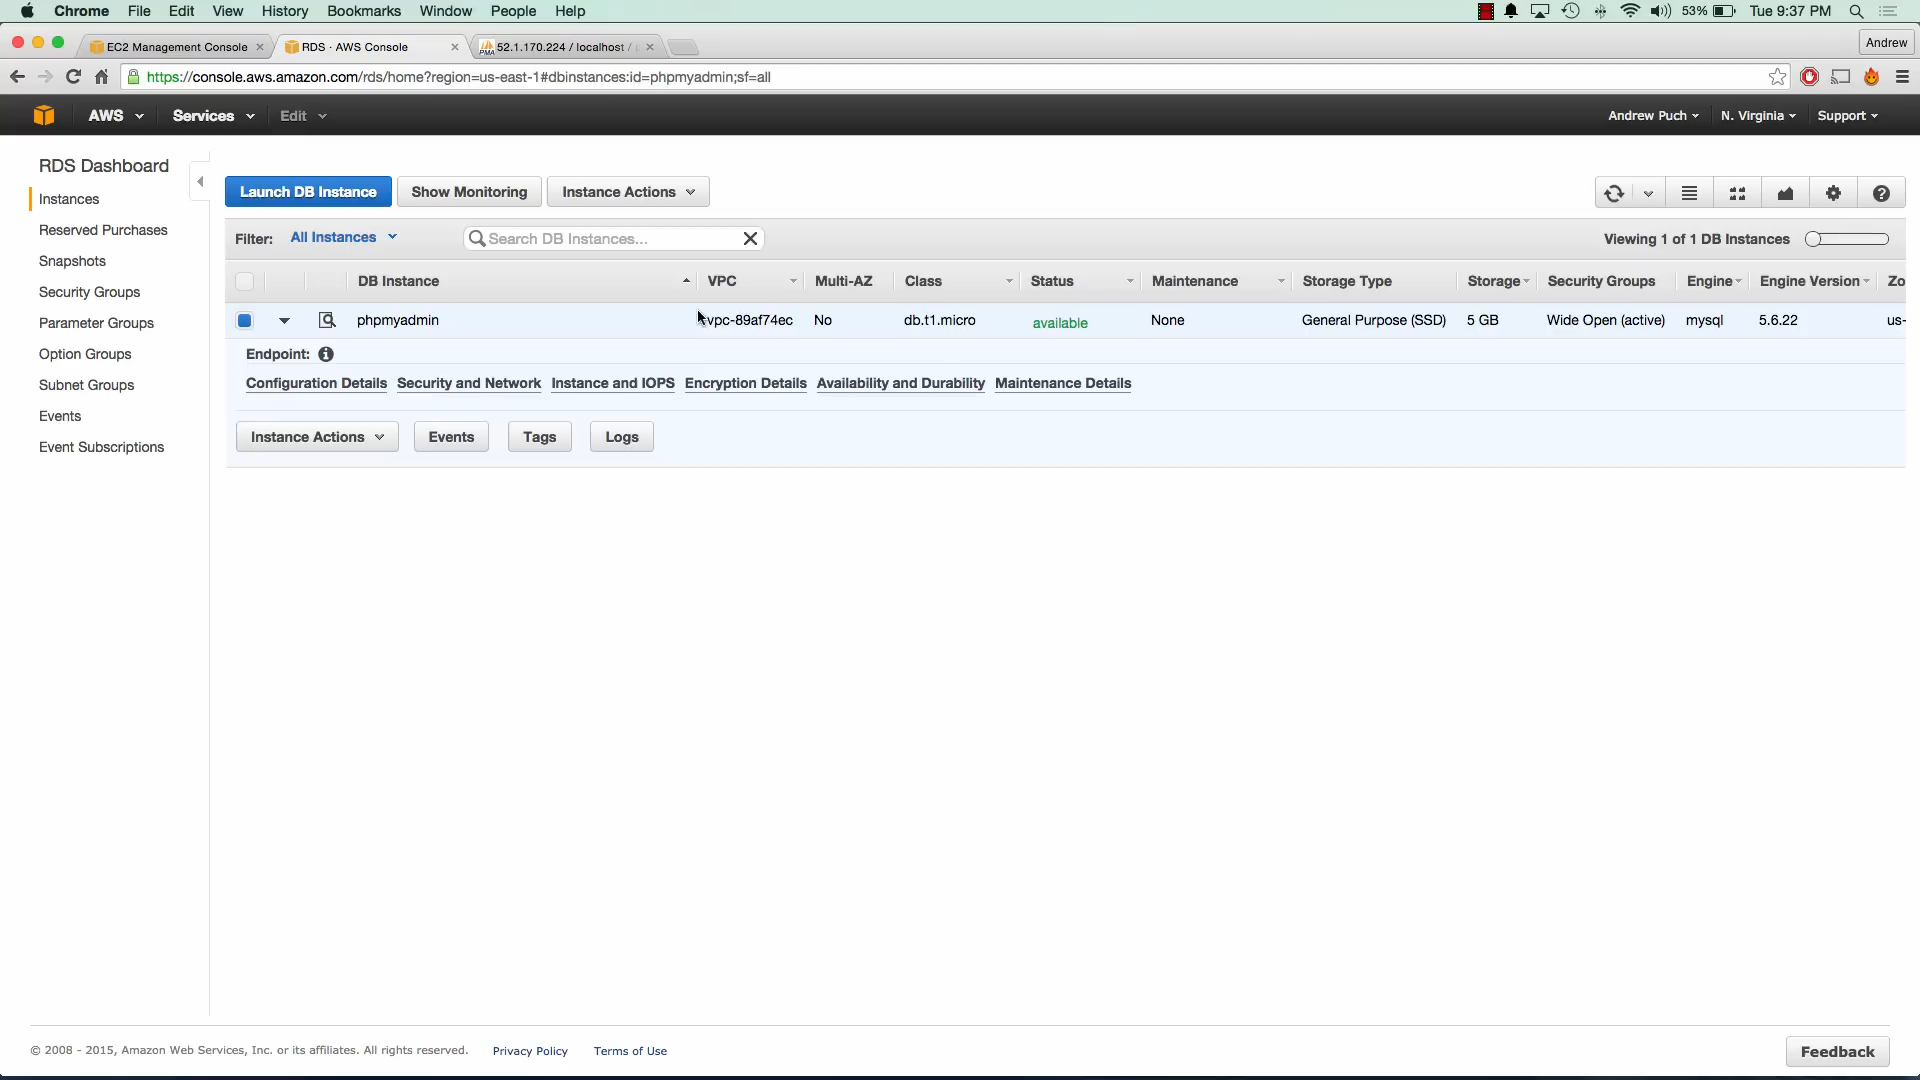 Chrome File Edit View History Bookmarks Window People Help 53% Tue 9:37 PM
EC2 Management Console RDS · AWS Console 52.1.170.224 / localhost / Andrew
https://console.aws.amazon.com/rds/home?region=us-east-1#dbinstances:id=phpmyadmin;sf=all
AWS Services Edit Andrew Puch N. Virginia Support
RDS Dashboard
Instances
Reserved Purchases
Snapshots
Security Groups
Parameter Groups
Option Groups
Subnet Groups
Events
Event Subscriptions
Launch DB Instance Show Monitoring Instance Actions
Filter: All Instances Search DB Instances... Viewing 1 of 1 DB Instances
DB Instance VPC Multi-AZ Class Status Maintenance Storage Type Storage Security Groups Engine Engine Version Zo
phpmyadmin vpc-89af74ec No db.t1.micro available None General Purpose (SSD) 5 GB Wide Open (active) mysql 5.6.22 us-
Endpoint:
Configuration Details Security and Network Instance and IOPS Encryption Details Availability and Durability Maintenance Details
Instance Actions Events Tags Logs
© 2008 - 2015, Amazon Web Services, Inc. or its affiliates. All rights reserved. Privacy Policy Terms of Use Feedback